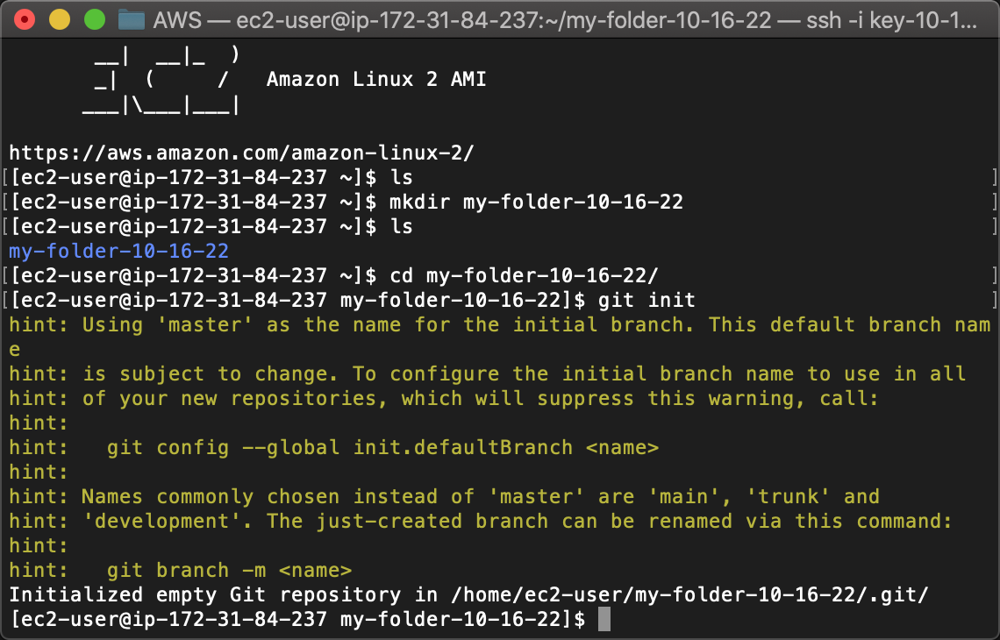 AWS — ec2-user@ip-172-31-84-237:~/my-folder-10-16-22 — ssh -i key-10-1...
       __|  __|_  )
       _|  (     /   Amazon Linux 2 AMI
      ___|\___|___|
https://aws.amazon.com/amazon-linux-2/
[[ec2-user@ip-172-31-84-237 ~]$ ls ]
[[ec2-user@ip-172-31-84-237 ~]$ mkdir my-folder-10-16-22 ]
[[ec2-user@ip-172-31-84-237 ~]$ ls ]
my-folder-10-16-22
[[ec2-user@ip-172-31-84-237 ~]$ cd my-folder-10-16-22/ ]
[[ec2-user@ip-172-31-84-237 my-folder-10-16-22]$ git init ]
hint: Using 'master' as the name for the initial branch. This default branch nam
e
hint: is subject to change. To configure the initial branch name to use in all
hint: of your new repositories, which will suppress this warning, call:
hint:
hint:   git config --global init.defaultBranch <name>
hint:
hint: Names commonly chosen instead of 'master' are 'main', 'trunk' and
hint: 'development'. The just-created branch can be renamed via this command:
hint:
hint:   git branch -m <name>
Initialized empty Git repository in /home/ec2-user/my-folder-10-16-22/.git/
[ec2-user@ip-172-31-84-237 my-folder-10-16-22]$